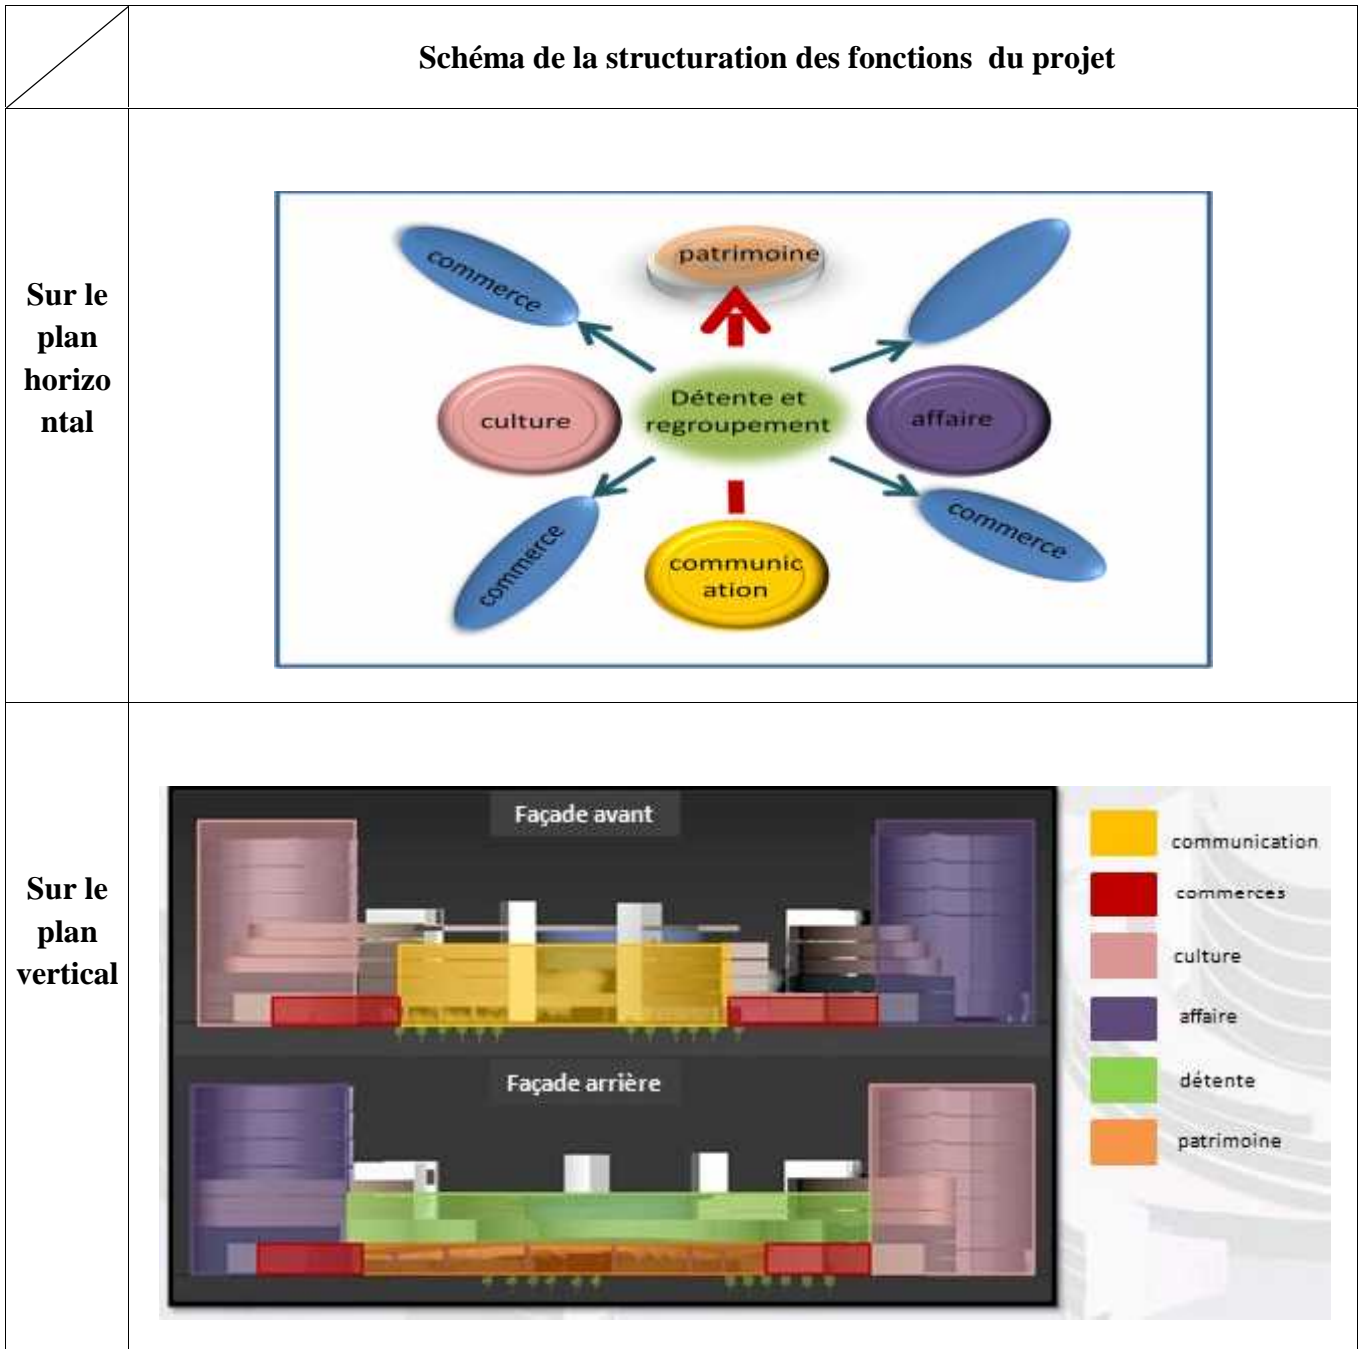 Schéma de la structuration des fonctions du projet
Sur le
plan
horizo
ntal
commerce
patrimoine
culture
Détente et
regroupement
affaire
commerce
communic
ation
commerce
Sur le
plan
vertical
Façade avant
Façade arrière
communication
commerces
culture
affaire
détente
patrimoine